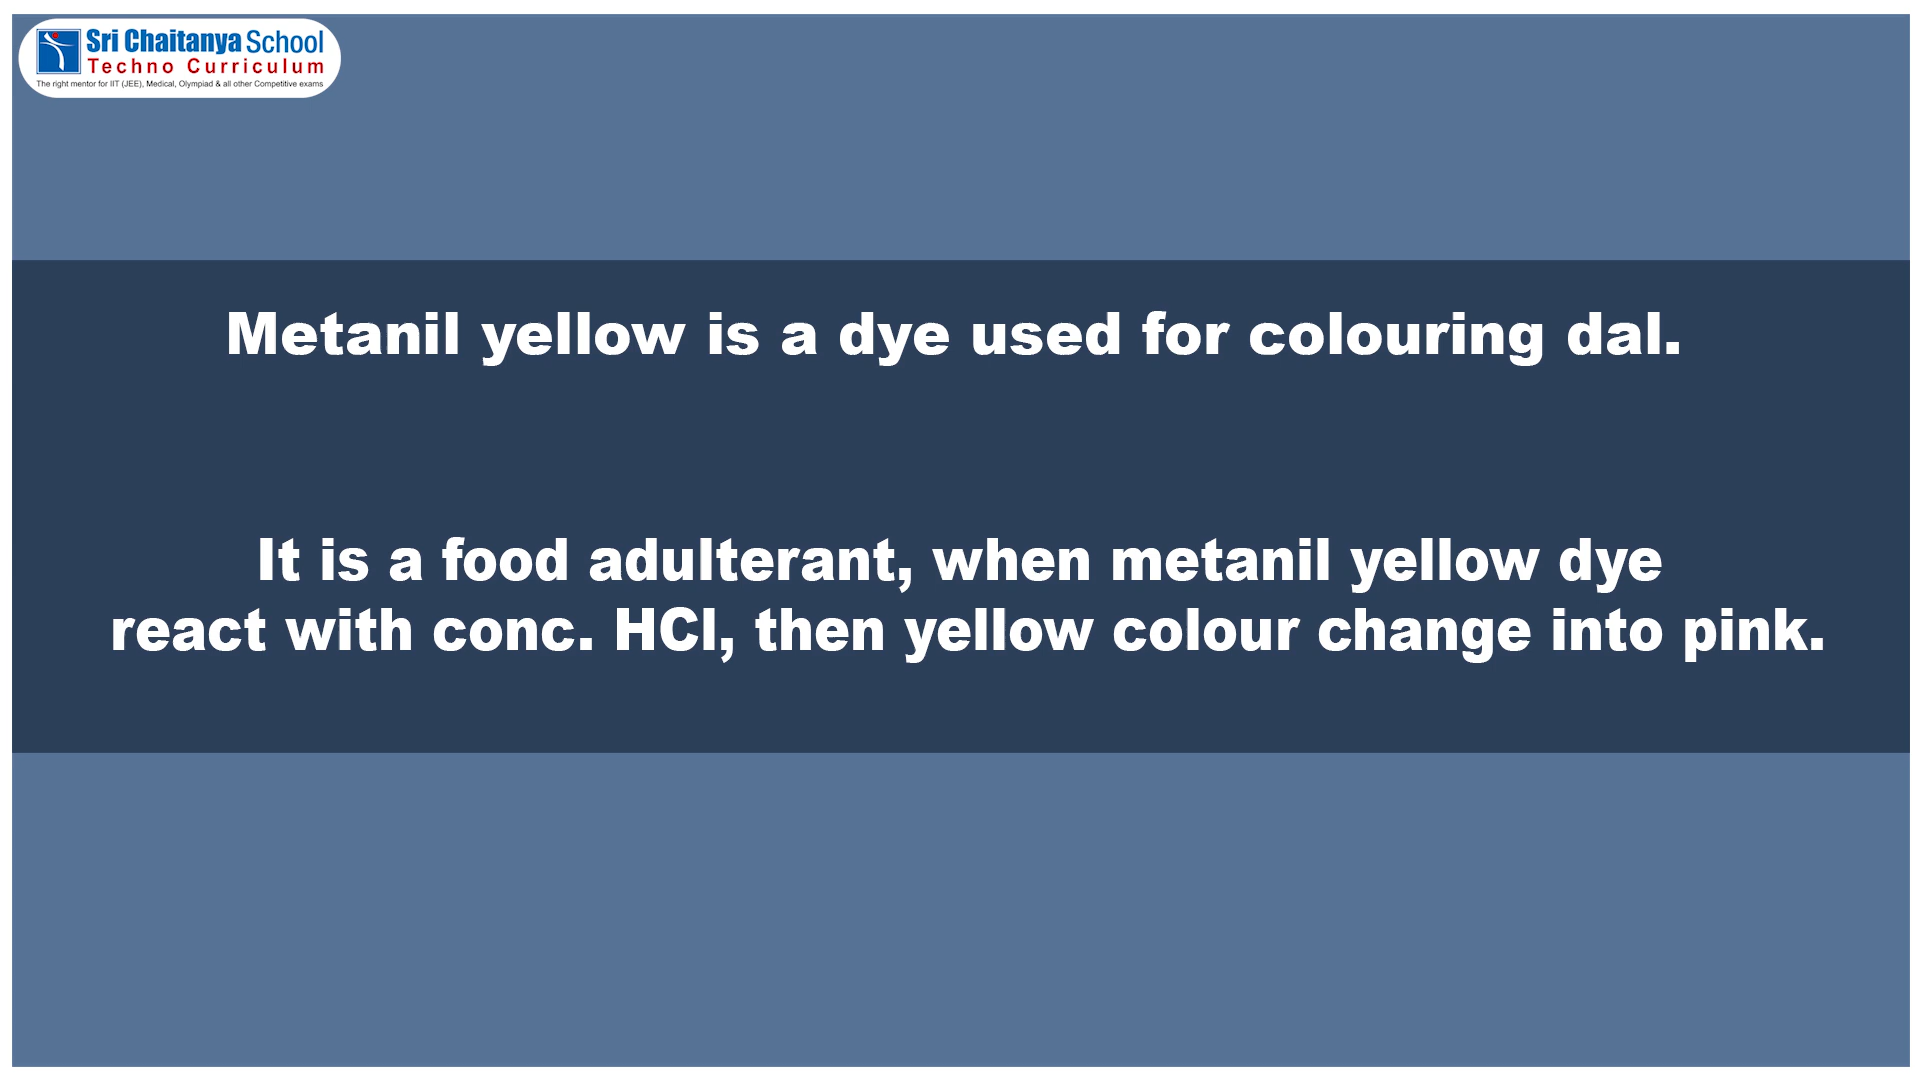 Sri Chaitanya School
Techno Curriculum
The right mentor for IIT (JEE), Medical, Olympiad & all other Competitive exams
Metanil yellow is a dye used for colouring dal.
It is a food adulterant, when metanil yellow dye
react with conc. HCl, then yellow colour change into pink.